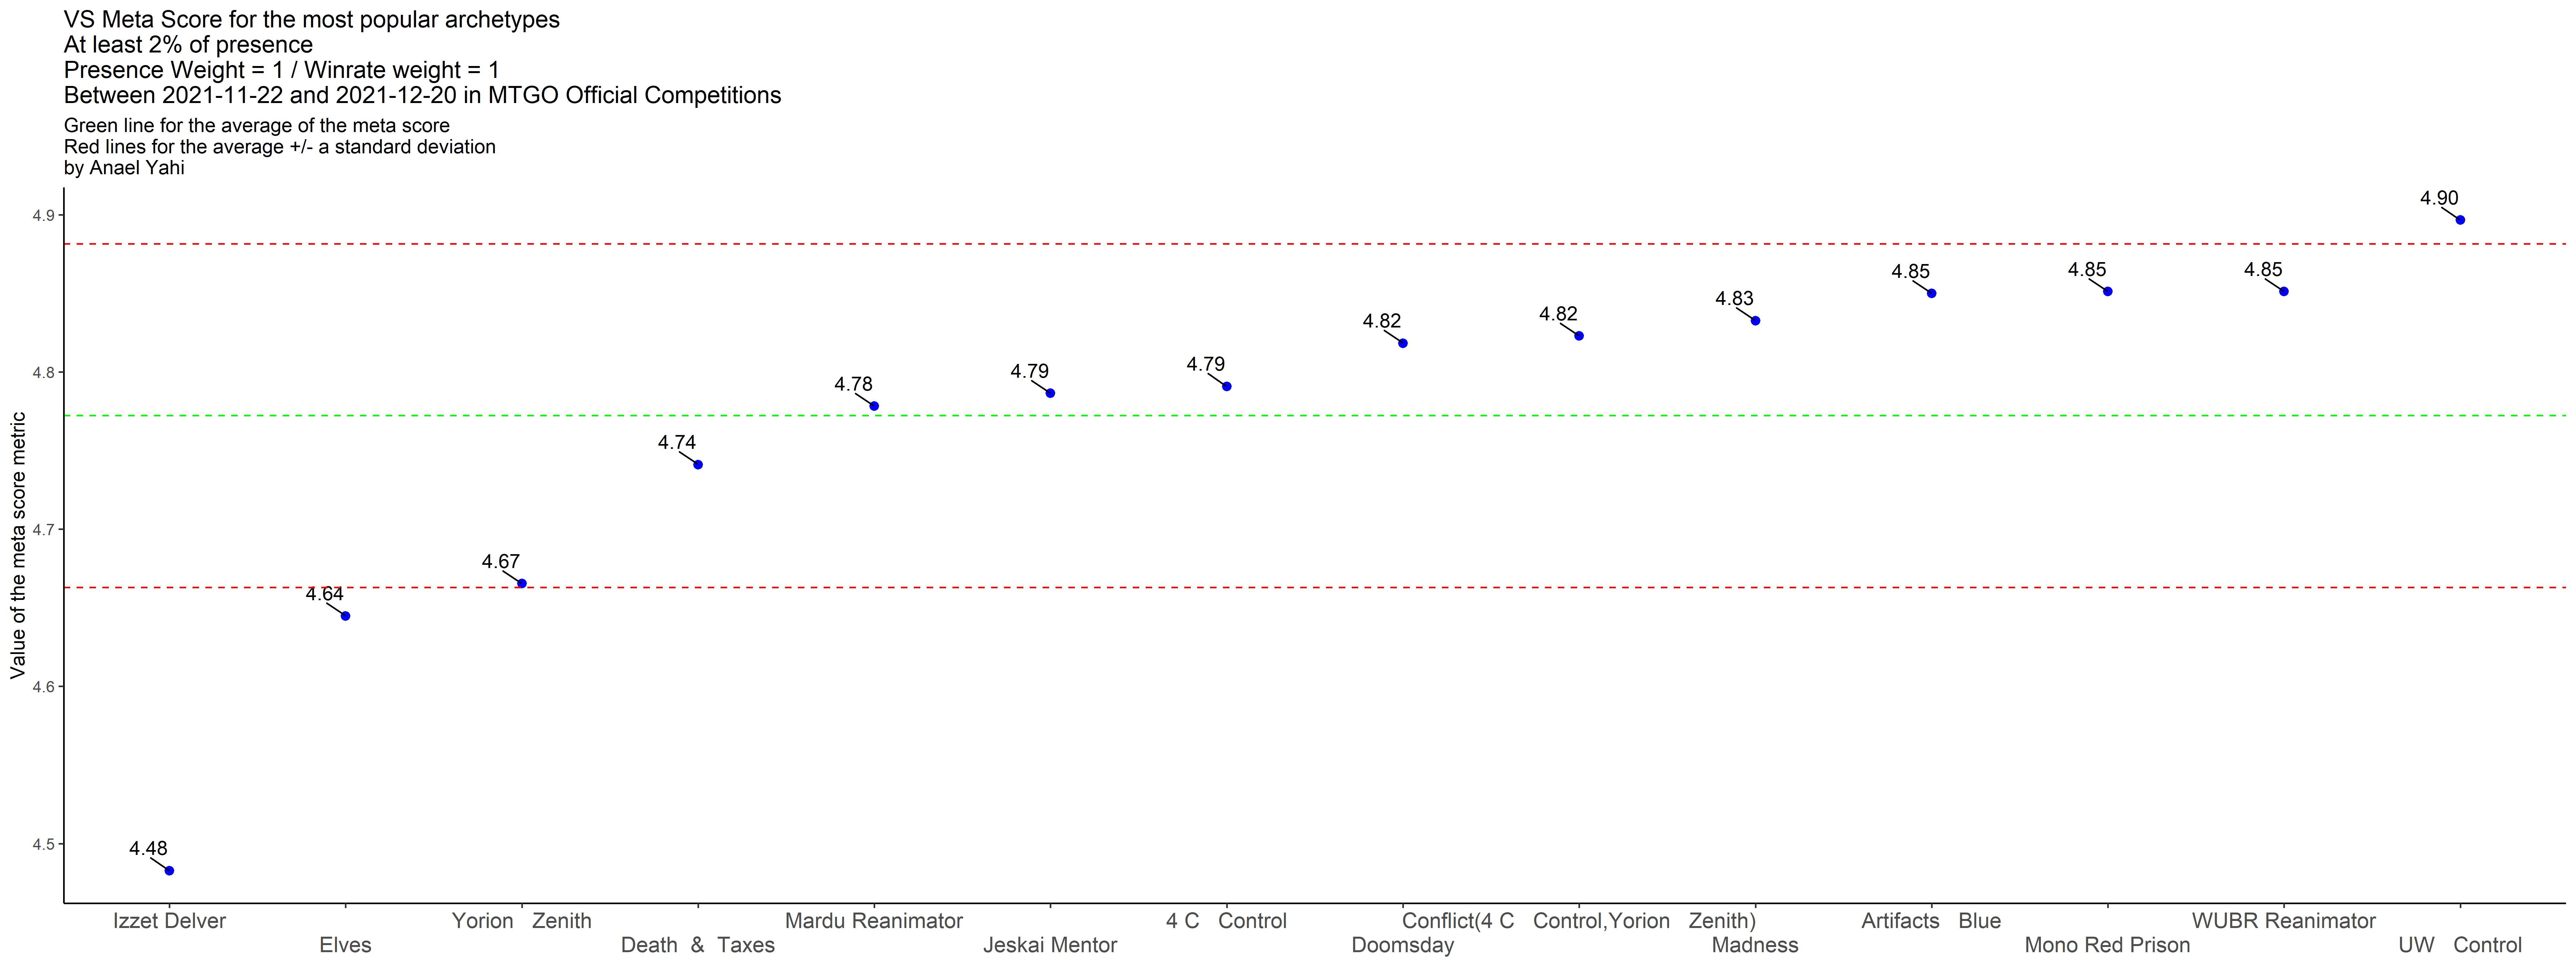 VS Meta Score for the most popular archetypes
At least 2% of presence
Presence Weight = 1 / Winrate weight = 1
Between 2021-11-22 and 2021-12-20 in MTGO Official Competitions
Green line for the average of the meta score
Red lines for the average +/- a standard deviation
by Anael Yahi
Value of the meta score metric
4.9
4.8
4.7
4.6
4.5
4.48
4.64
4.67
4.74
4.78
4.79
4.79
4.82
4.82
4.83
4.85
4.85
4.85
4.90
Izzet Delver
Elves
Yorion Zenith
Death & Taxes
Mardu Reanimator
Jeskai Mentor
4 C Control
Doomsday
Conflict(4 C Control,Yorion Zenith)
Madness
Artifacts Blue
Mono Red Prison
WUBR Reanimator
UW Control